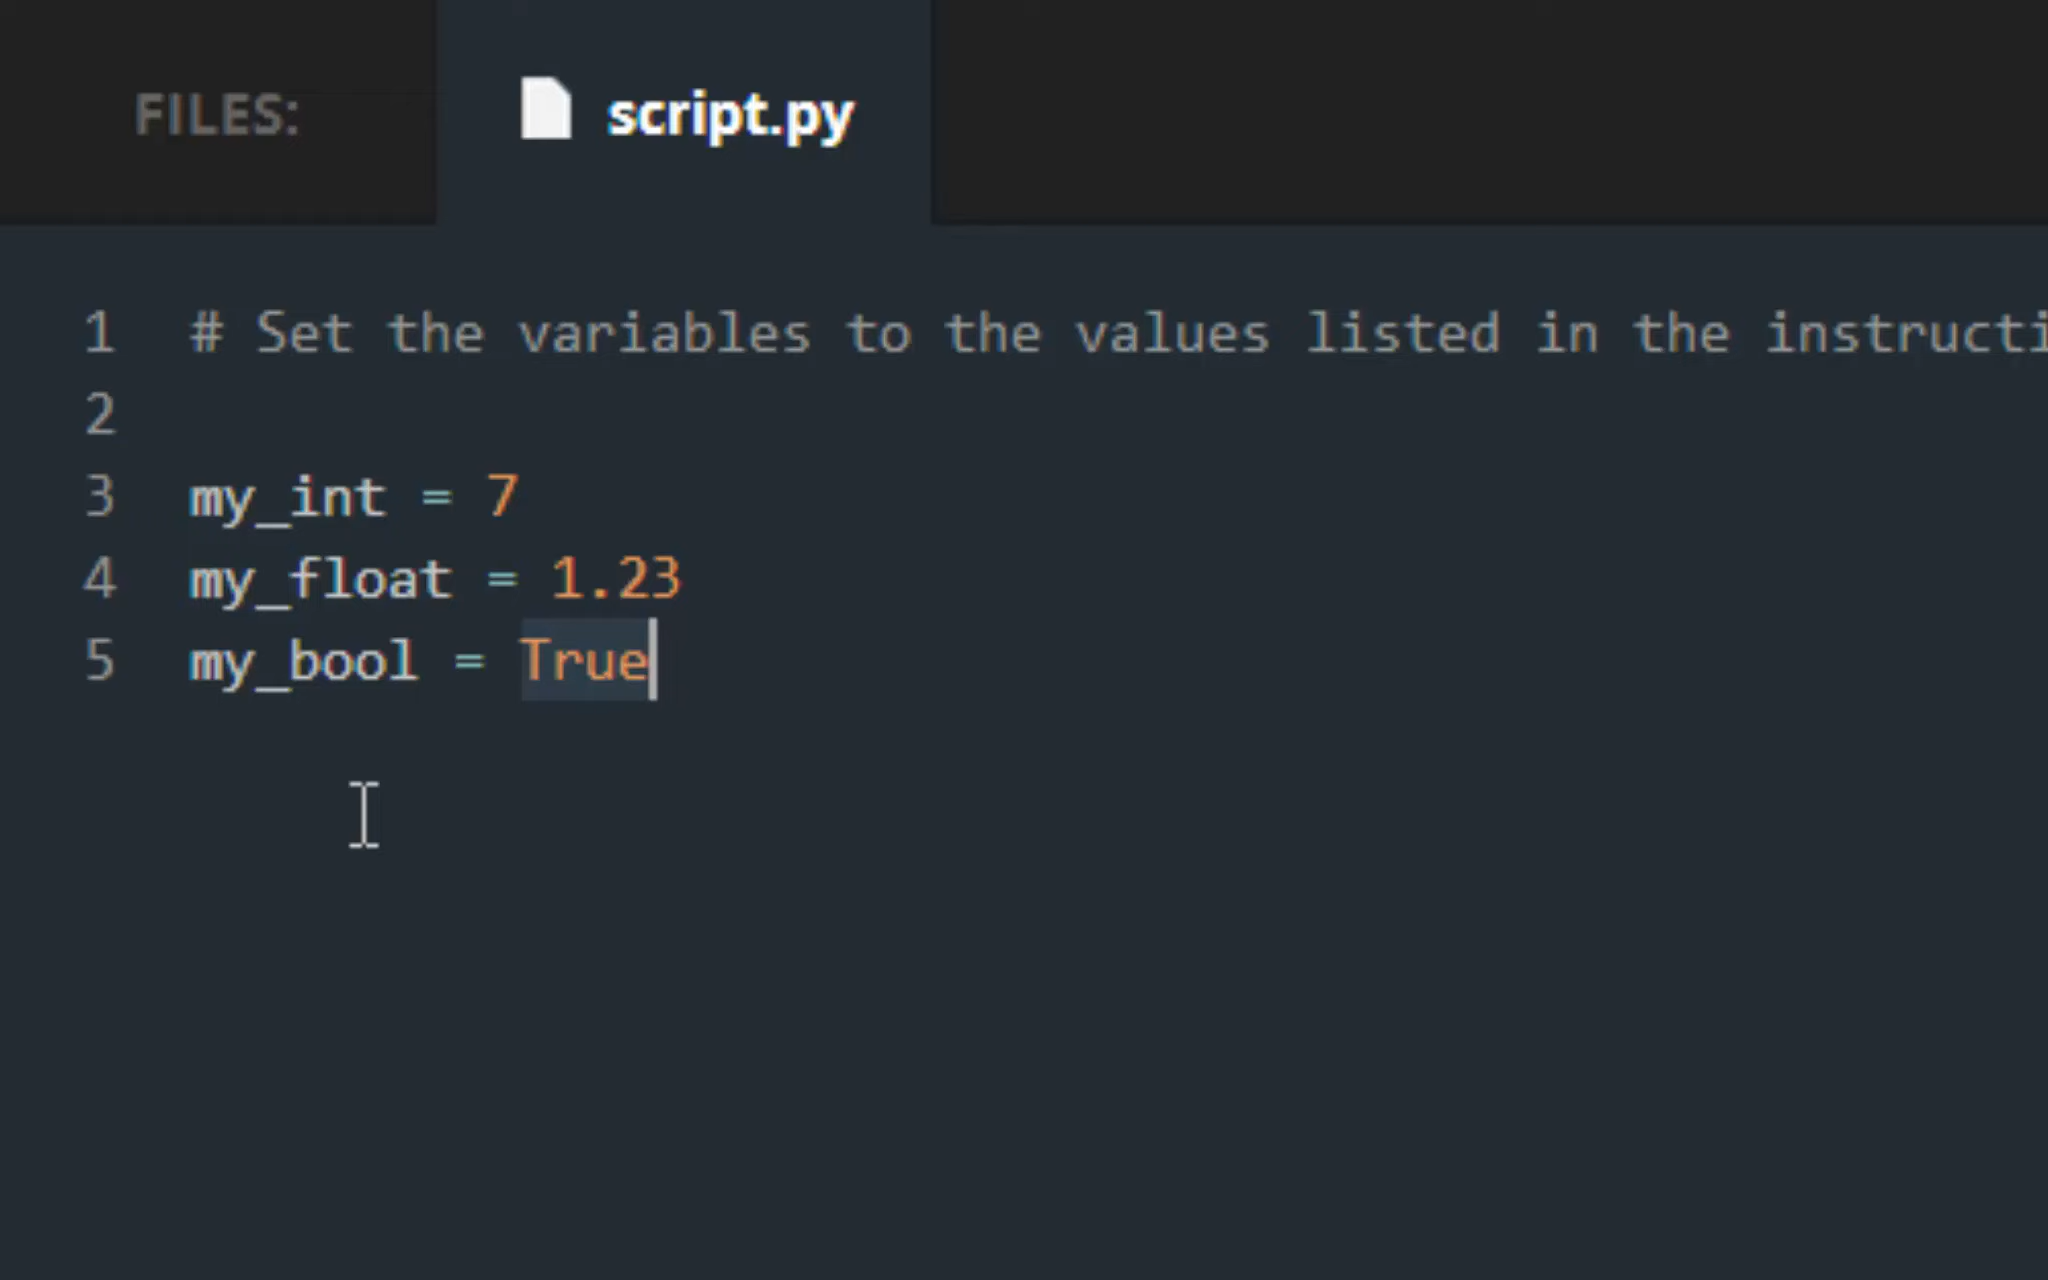 FILES:
script.py
1 # Set the variables to the values listed in the instructi
2
3 my_int = 7
4 my_float = 1.23
5 my_bool = True